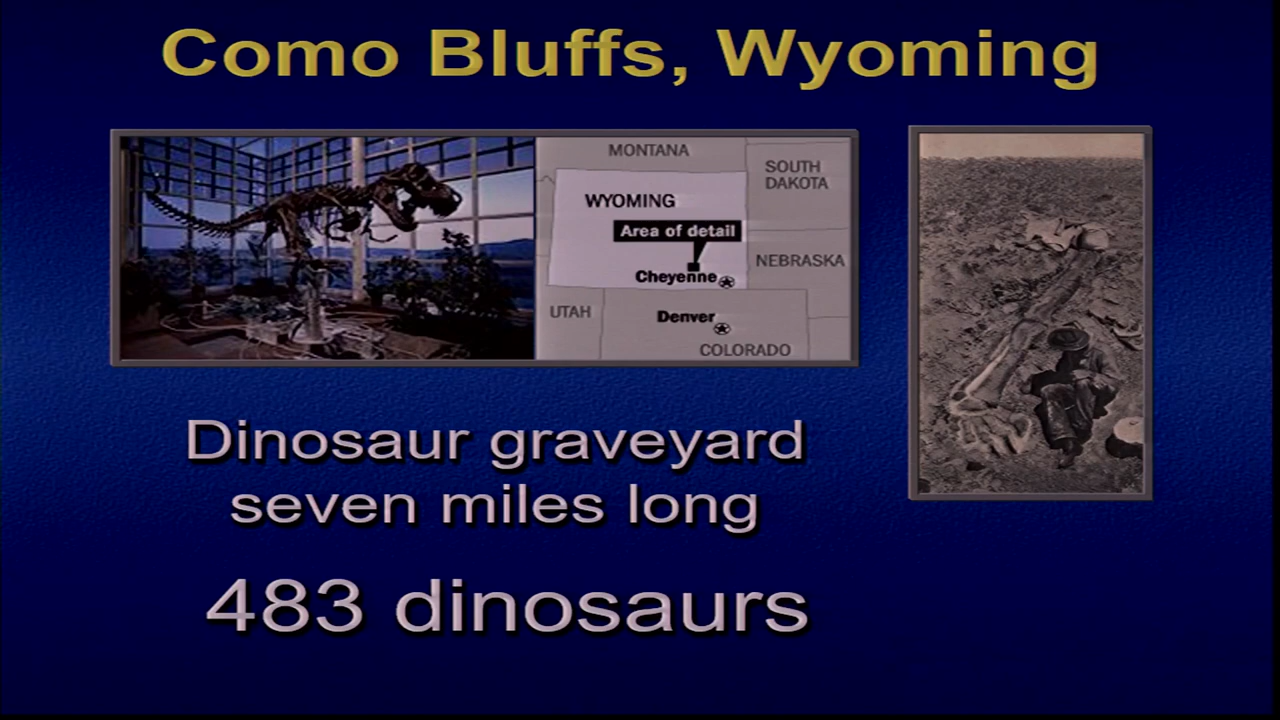 Como Bluffs, Wyoming
MONTANA
SOUTH
DAKOTA
WYOMING
Area of detail
NEBRASKA
Cheyenne
UTAH
Denver
COLORADO
Dinosaur graveyard
seven miles long
483 dinosaurs